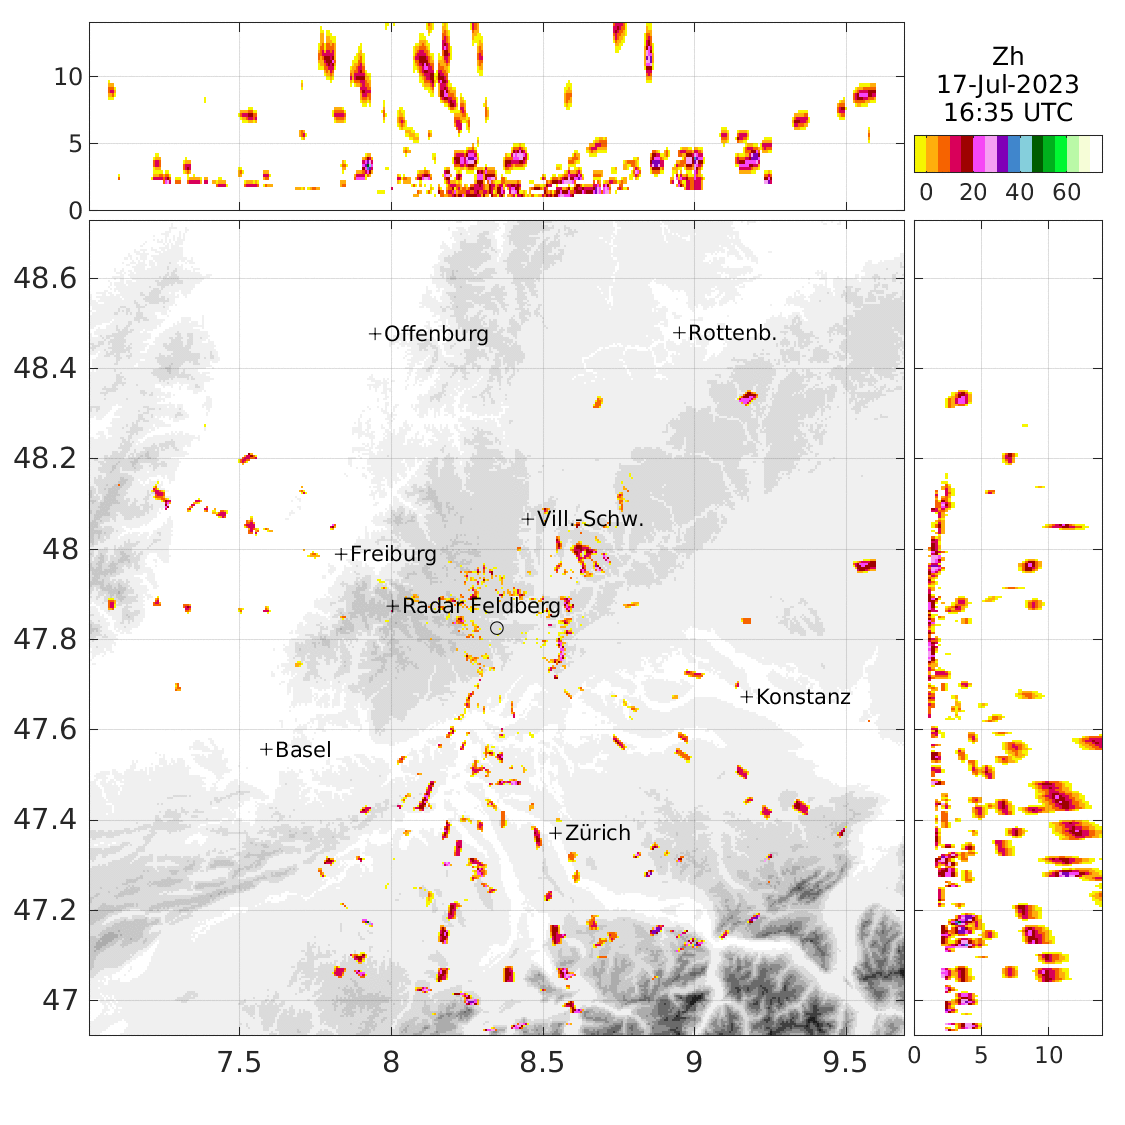 Zh
17-Jul-2023
16:35 UTC
10
5
0
0 20 40 60
48.6
48.4
48.2
48
47.8
47.6
47.4
47.2
47
Offenburg
Rottenb.
Vill.-Schw.
Freiburg
Radar Feldberg
Konstanz
Basel
Zürich
7.5 8 8.5 9 9.5
0 5 10